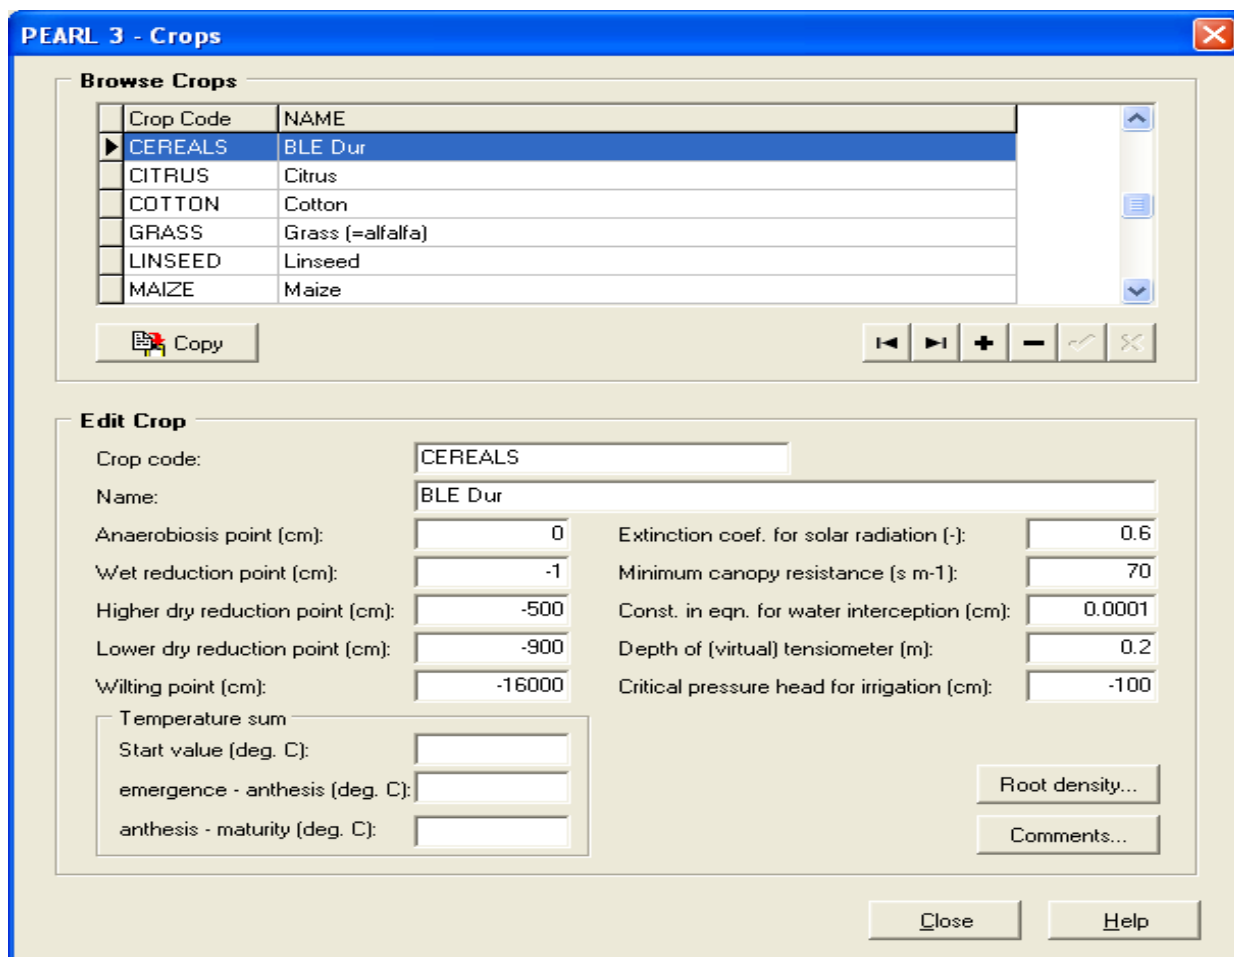 PEARL 3 - Crops
Browse Crops
Crop Code NAME
CEREALS BLE Dur
CITRUS Citrus
COTTON Cotton
GRASS Grass (=alfalfa)
LINSEED Linseed
MAIZE Maize
Copy
Edit Crop
Crop code: CEREALS
Name: BLE Dur
Anaerobiosis point (cm): 0 Extinction coef. for solar radiation (-): 0.6
Wet reduction point (cm): -1 Minimum canopy resistance (s m-1): 70
Higher dry reduction point (cm): -500 Const. in eqn. for water interception (cm): 0.0001
Lower dry reduction point (cm): -900 Depth of (virtual) tensiometer (m): 0.2
Wilting point (cm): -16000 Critical pressure head for irrigation (cm): -100
Temperature sum
Start value (deg. C):
emergence - anthesis (deg. C):
anthesis - maturity (deg. C):
Root density...
Comments...
Close Help